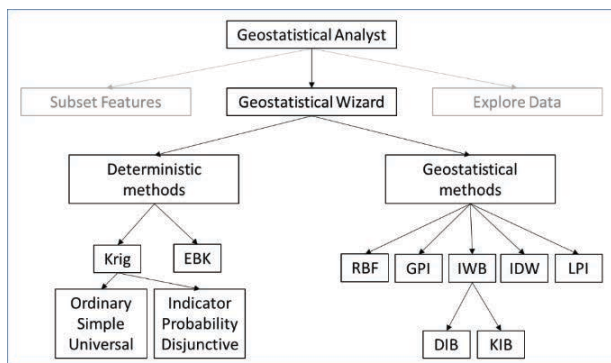 Geostatistical Analyst
Subset Features
Geostatistical Wizard
Explore Data
Deterministic
methods
Geostatistical
methods
Krig
EBK
RBF
GPI
IWB
IDW
LPI
Ordinary
Simple
Universal
Indicator
Probability
Disjunctive
DIB
KIB